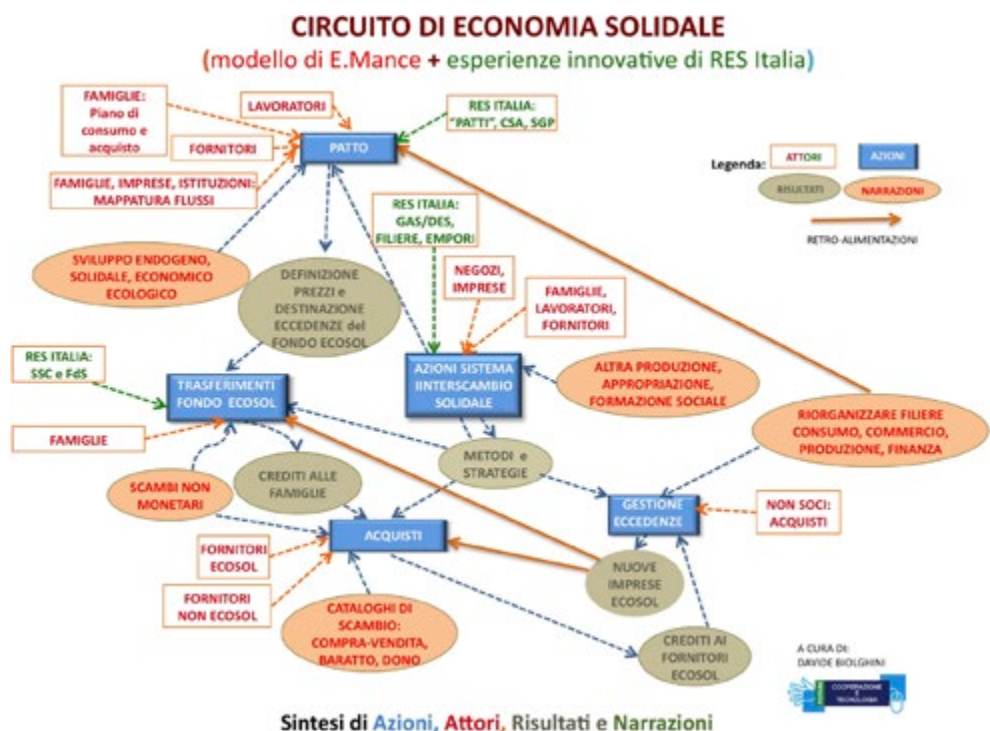 CIRCUITO DI ECONOMIA SOLIDALE
(modello di E.Mance + esperienze innovative di RES Italia)
FAMIGLIE:
Piano di
consumo e
acquisto
LAVORATORI
RES ITALIA:
"PATTI", CSA, SGP
FORNITORI
PATTO
FAMIGLIE, IMPRESE, ISTITUZIONI:
MAPPATURA FLUSSI
Legenda:
ATTORI
AZIONI
RISULTATI
NARRAZIONI
RETRO-ALIMENTAZIONI
RES ITALIA:
GAS/DES,
FILIERE, EMPORI
SVILUPPO ENDOGENO,
SOLIDALE, ECONOMICO
ECOLOGICO
DEFINIZIONE
PREZZI e
DESTINAZIONE
ECCEDENZE del
FONDO ECOSOL
NEGOZI,
IMPRESE
FAMIGLIE,
LAVORATORI,
FORNITORI
RES ITALIA:
SSC e FdS
TRASFERIMENTI
FONDO ECOSOL
AZIONI SISTEMA
IINTERSCAMBIO
SOLIDALE
ALTRA PRODUZIONE,
APPROPRIAZIONE,
FORMAZIONE SOCIALE
RIORGANIZZARE FILIERE
CONSUMO, COMMERCIO,
PRODUZIONE, FINANZA
FAMIGLIE
SCAMBI NON
MONETARI
CREDITI ALLE
FAMIGLIE
METODI e
STRATEGIE
GESTIONE
ECCEDENZE
NON SOCI:
ACQUISTI
ACQUISTI
FORNITORI
ECOSOL
FORNITORI
NON ECOSOL
NUOVE
IMPRESE
ECOSOL
CATALOGHI DI
SCAMBIO:
COMPRA-VENDITA,
BARATTO, DONO
CREDITI AI
FORNITORI
ECOSOL
A CURA DI:
DAVIDE BIOLGHINI
COOPERAZIONE
E
TECNOLOGIA
Sintesi di Azioni, Attori, Risultati e Narrazioni